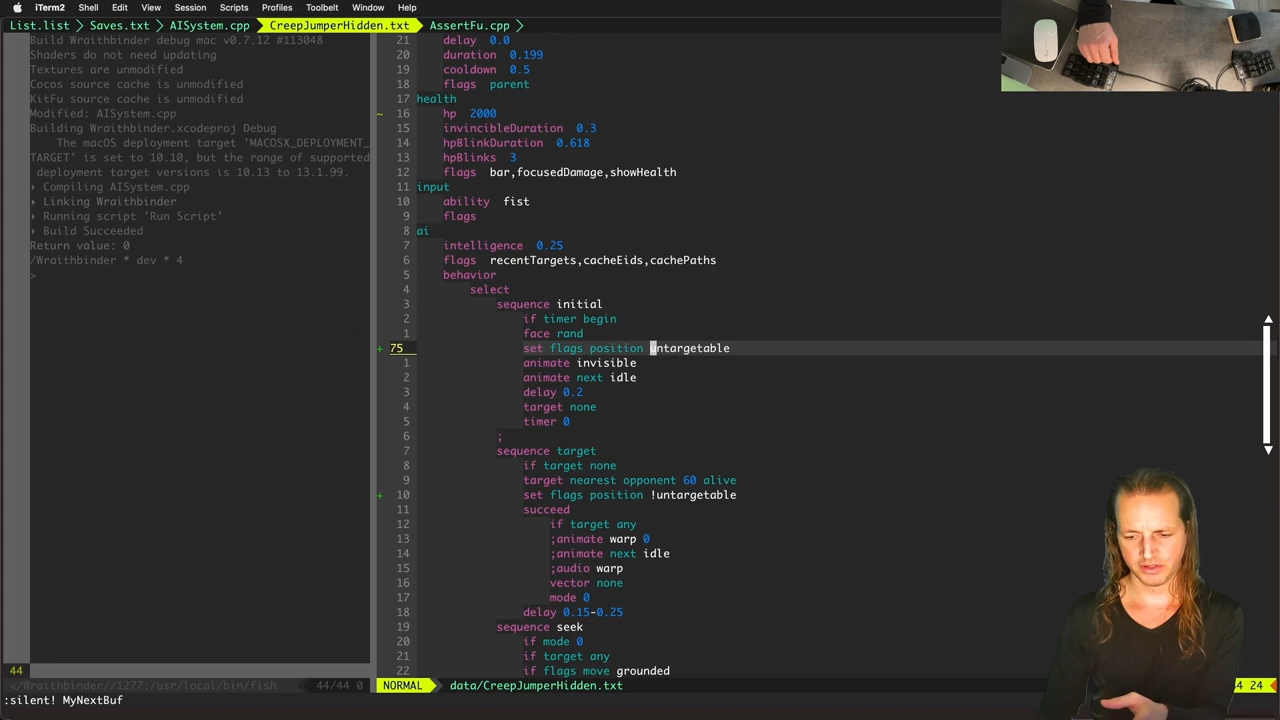 iTerm2 Shell Edit View Session Scripts Profiles Toolbelt Window Help
List.list Saves.txt AISystem.cpp CreepJumperHidden.txt AssertFu.cpp
Build Wraithbinder debug mac v0.7.12 #113048
Shaders do not need updating
Textures are unmodified
Cocos source cache is unmodified
KitFu source cache is unmodified
Modified: AISystem.cpp
Building Wraithbinder.xcodeproj Debug
The macOS deployment target 'MACOSX_DEPLOYMENT_
TARGET' is set to 10.10, but the range of supported
deployment target versions is 10.13 to 13.1.99.
Compiling AISystem.cpp
Linking Wraithbinder
Running script 'Run Script'
Build Succeeded
Return value: 0
/Wraithbinder * dev * 4
>
44
</Wraithbinder//1277:/usr/local/bin/fish 44/44 0
21 delay 0.0
20 duration 0.199
19 cooldown 0.5
18 flags parent
17 health
~ 16 hp 2000
15 invincibleDuration 0.3
14 hpBlinkDuration 0.618
13 hpBlinks 3
12 flags bar,focusedDamage,showHealth
11 input
10 ability fist
9 flags
8 ai
7 intelligence 0.25
6 flags recentTargets,cacheEids,cachePaths
5 behavior
4 select
3 sequence initial
2 if timer begin
1 face rand
+ 75 set flags position untargetable
1 animate invisible
2 animate next idle
3 delay 0.2
4 target none
5 timer 0
6 ;
7 sequence target
8 if target none
9 target nearest opponent 60 alive
+ 10 set flags position !untargetable
11 succeed
12 if target any
13 ;animate warp 0
14 ;animate next idle
15 ;audio warp
16 vector none
17 mode 0
18 delay 0.15-0.25
19 sequence seek
20 if mode 0
21 if target any
22 if flags move grounded
NORMAL data/CreepJumperHidden.txt 4 24
:silent! MyNextBuf